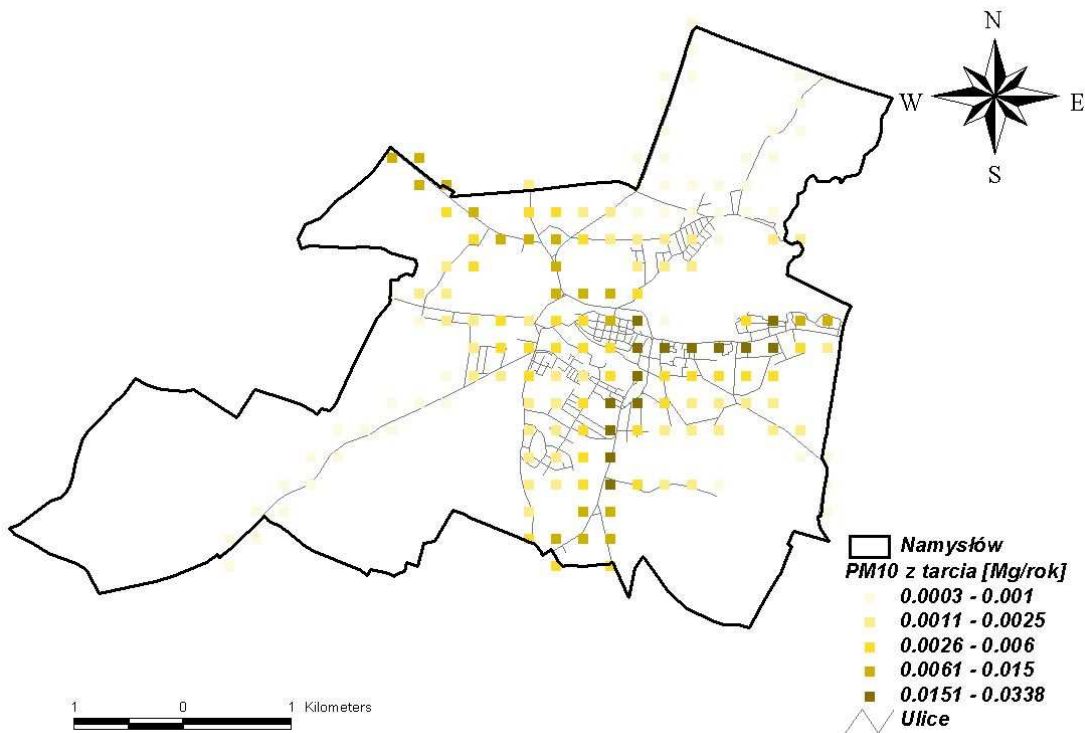 N
W E
S
Namysłów
PM10 z tarcia [Mg/rok]
0.0003 - 0.001
0.0011 - 0.0025
0.0026 - 0.006
0.0061 - 0.015
0.0151 - 0.0338
Ulice
1 0 1 Kilometers